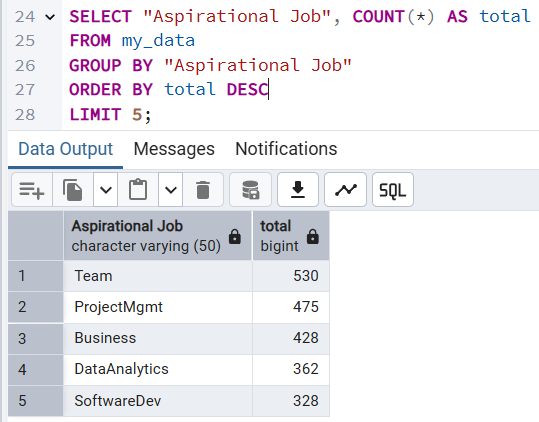 24 SELECT "Aspirational Job", COUNT(*) AS total
25 FROM my_data
26 GROUP BY "Aspirational Job"
27 ORDER BY total DESC
28 LIMIT 5;
Data Output Messages Notifications
SQL
Aspirational Job total
character varying (50) bigint
1 Team 530
2 ProjectMgmt 475
3 Business 428
4 DataAnalytics 362
5 SoftwareDev 328